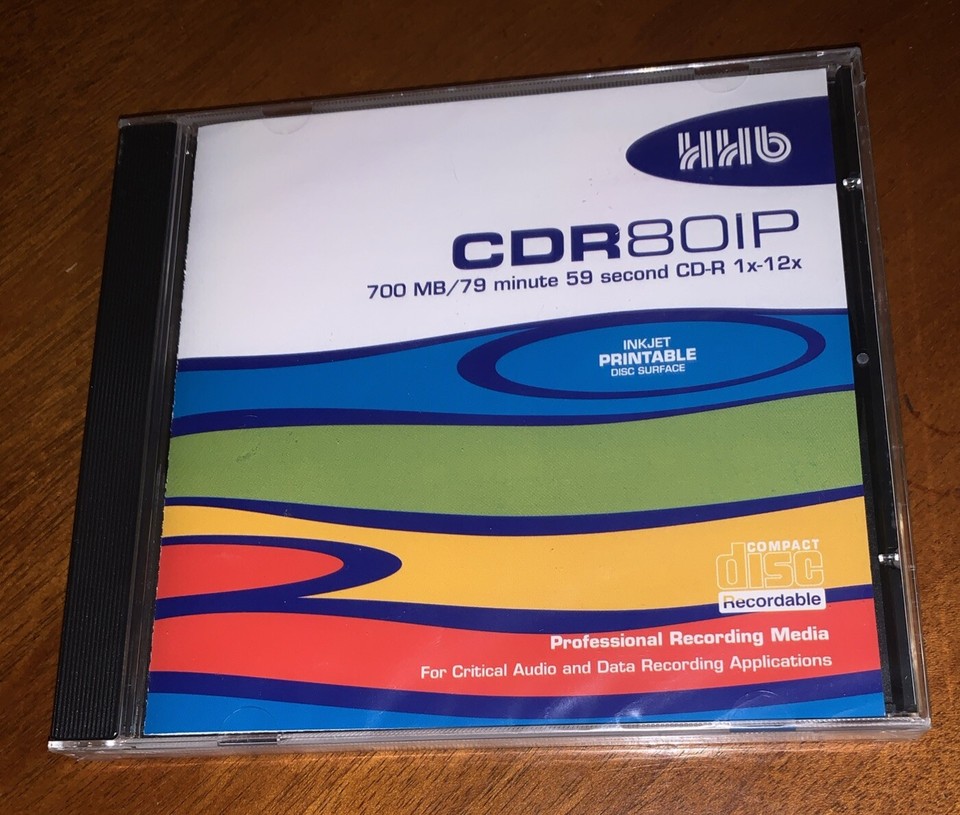 HHb
CDR80IP
700 MB/79 minute 59 second CD-R 1x-12x
INKJET
PRINTABLE
DISC SURFACE
COMPACT
disc
Recordable
Professional Recording Media
For Critical Audio and Data Recording Applications